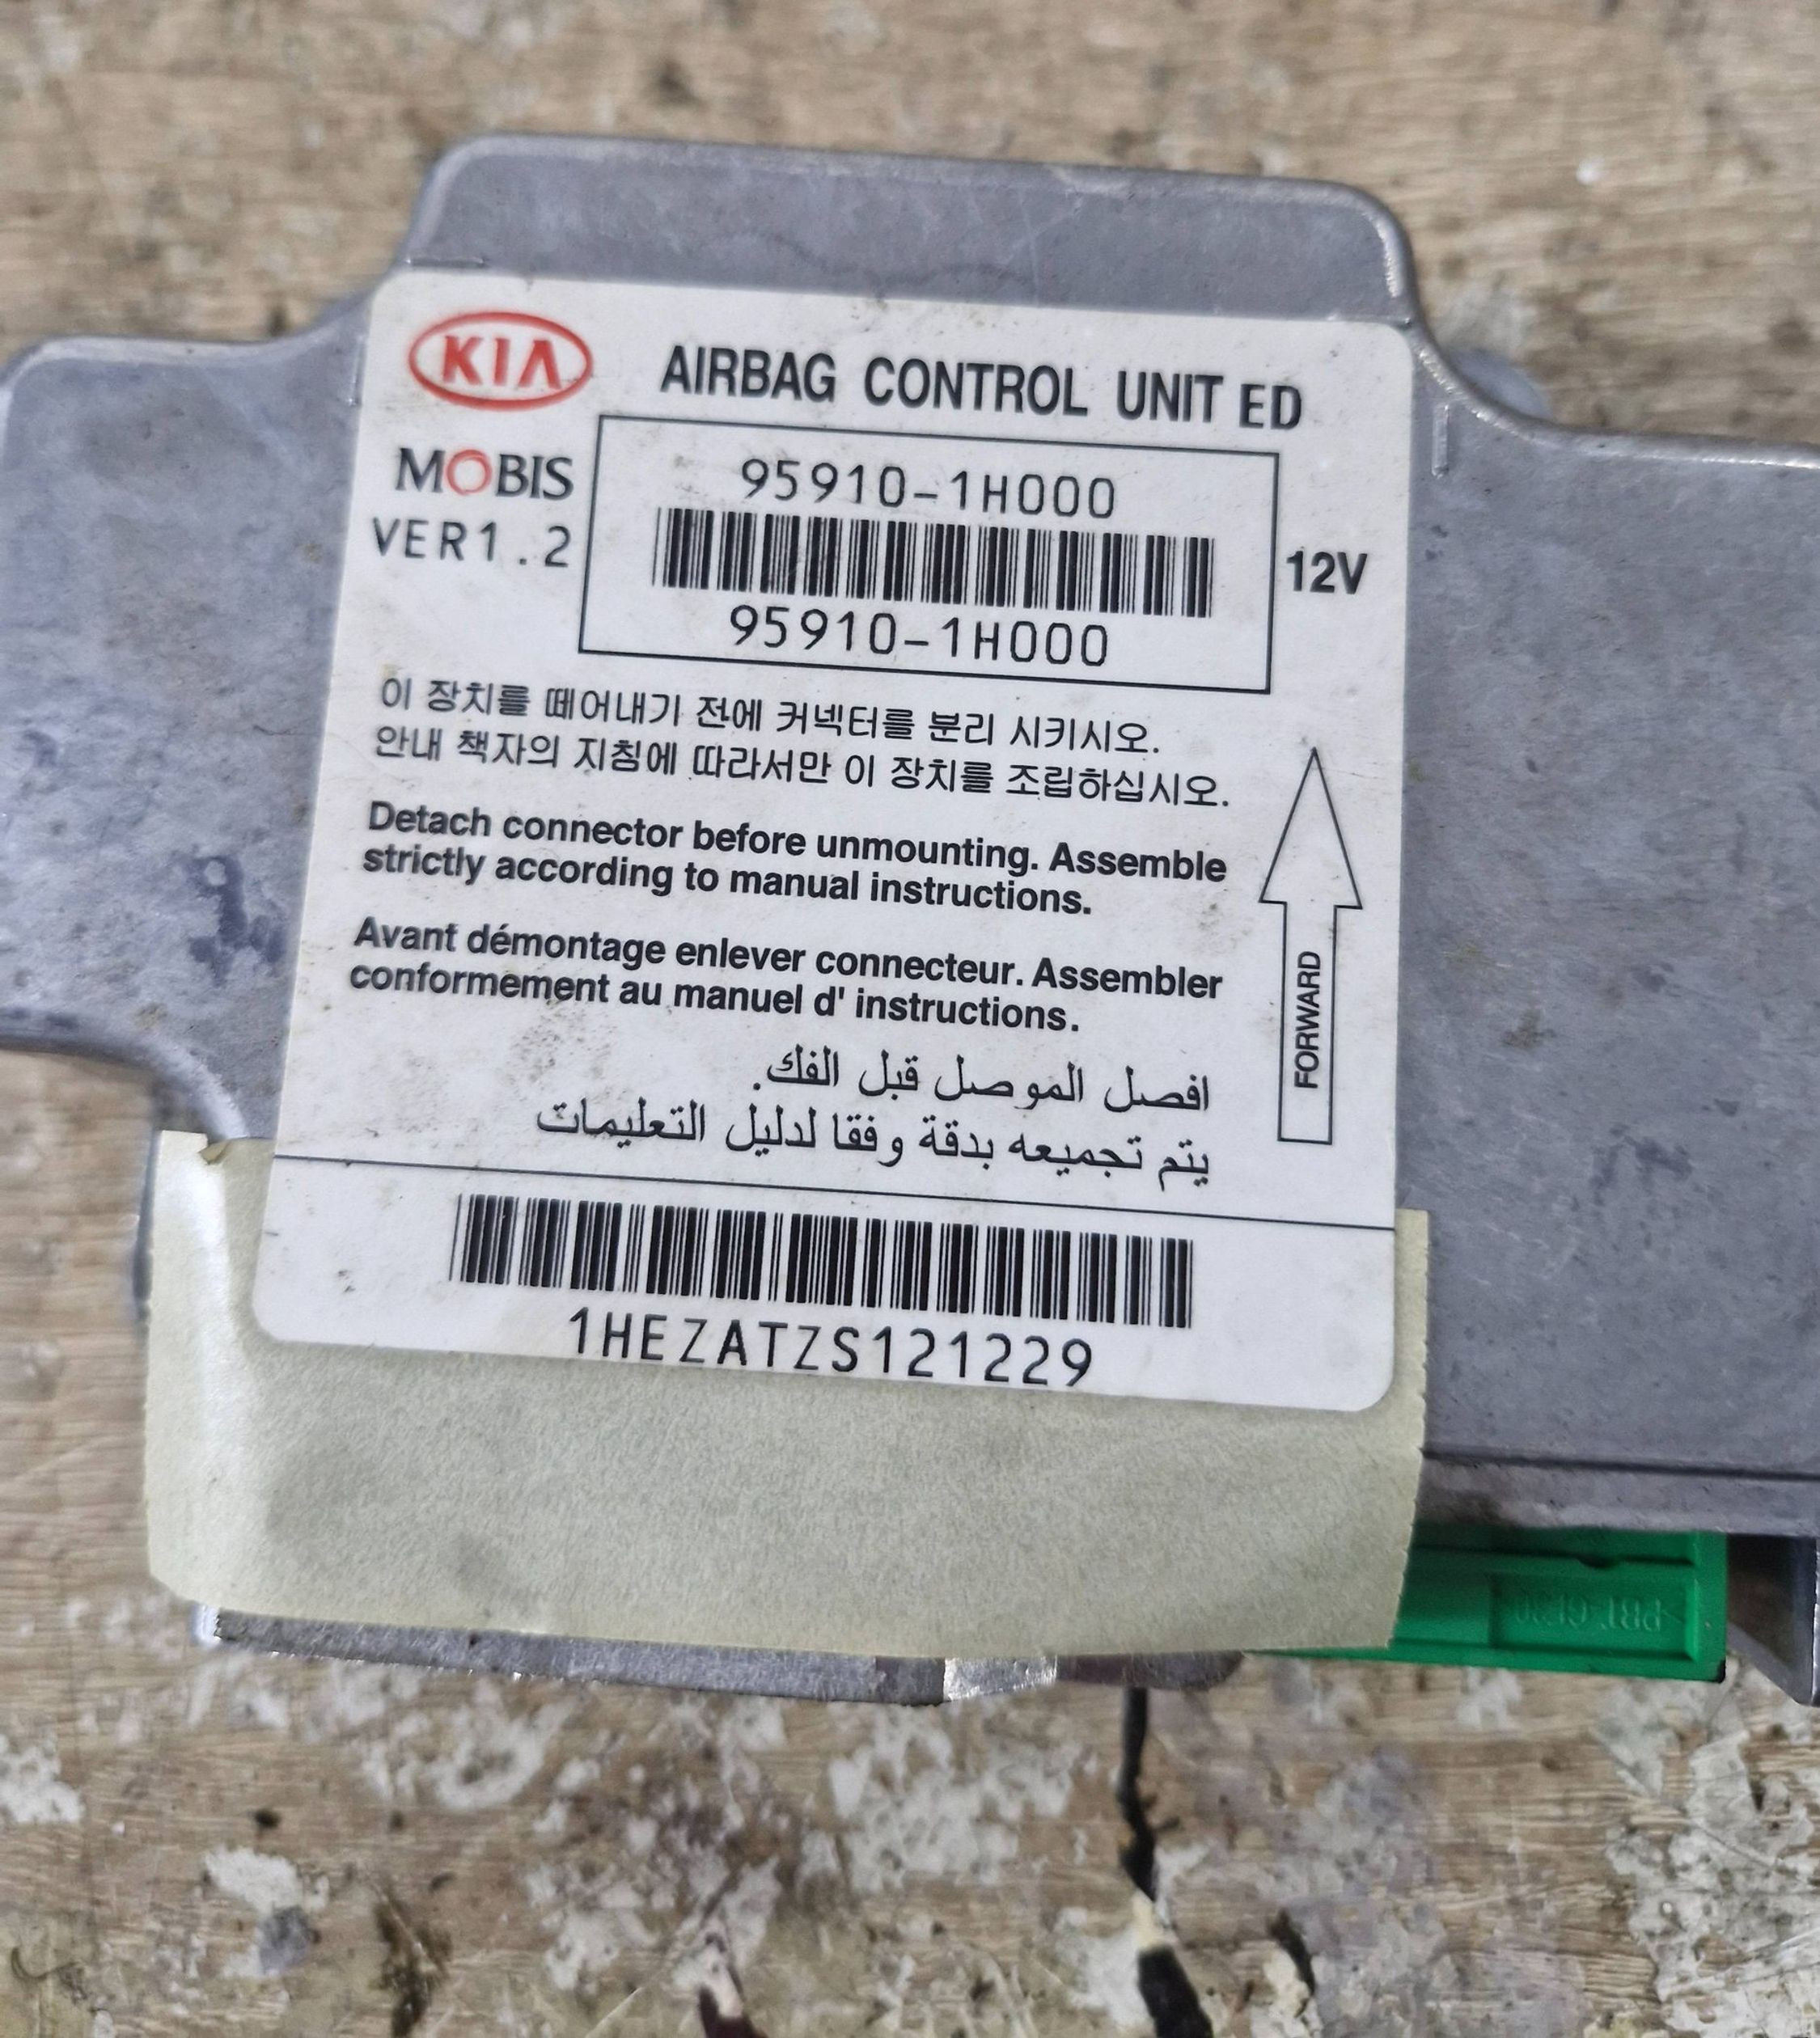 KIA AIRBAG CONTROL UNIT ED
MOBIS
VER1.2
95910-1H000
95910-1H000
12V
이 장치를 떼어내기 전에 커넥터를 분리 시키시오.
안내 책자의 지침에 따라서만 이 장치를 조립하십시오.
Detach connector before unmounting. Assemble
strictly according to manual instructions.
Avant démontage enlever connecteur. Assembler
conformement au manuel d' instructions.
افصل الموصل قبل الفك.
يتم تجميعه بدقة وفقا لدليل التعليمات
FORWARD
1HEZATZS121229